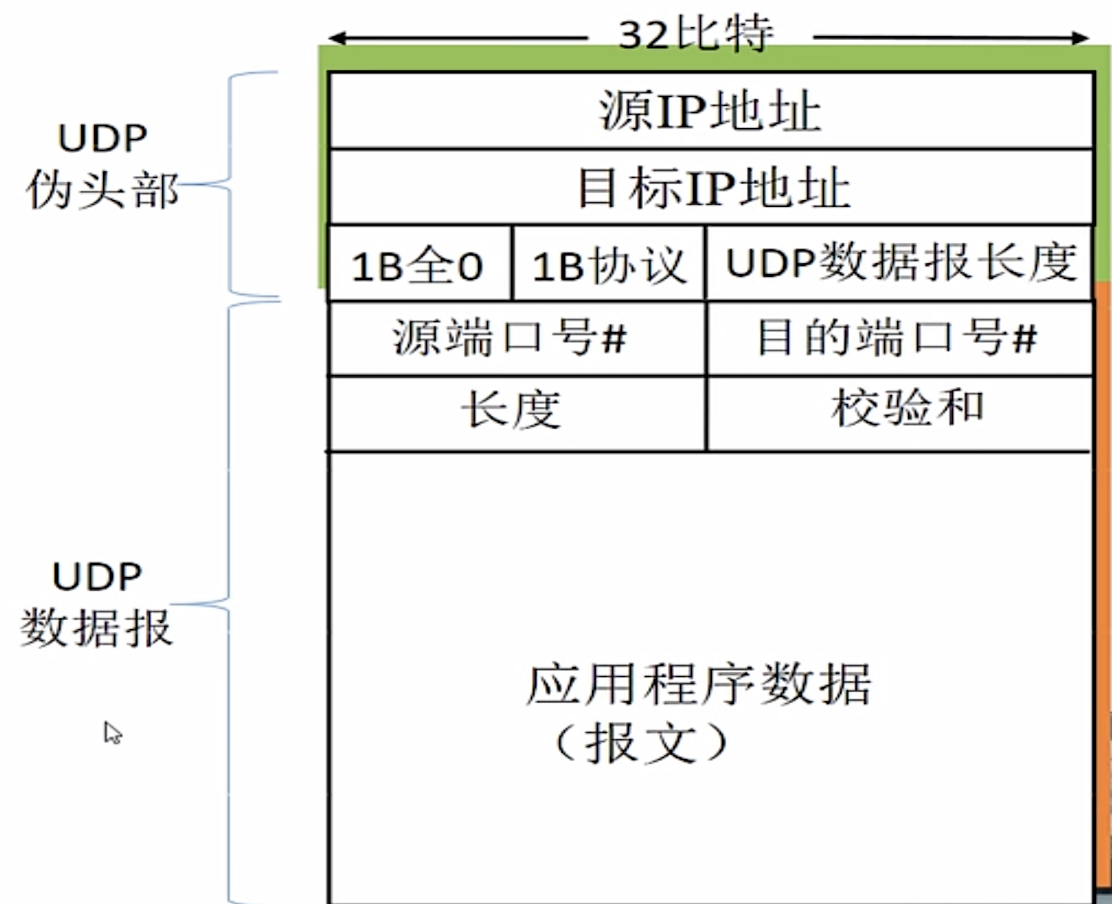 32比特
UDP
伪头部
源IP地址
目标IP地址
1B全0
1B协议
UDP数据报长度
源端口号#
目的端口号#
长度
校验和
UDP
数据报
应用程序数据
（报文）